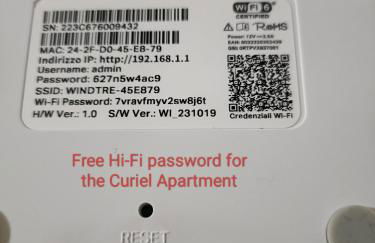 SN: 223C676009432
WiFi 6
CERTIFIED
RoHS
MAC: 24-2F-D0-45-E8-79
Indirizzo IP: http://192.168.1.1
Username: admin
Password: 627n5w4ac9
SSID: WINDTRE-45E879
Wi-Fi Password: 7vravfmyv2sw8j6t
H/W Ver.: 1.0 S/W Ver.: WI_231019
Credenziali Wi-Fi
Free Hi-Fi password for
the Curiel Apartment
RESET